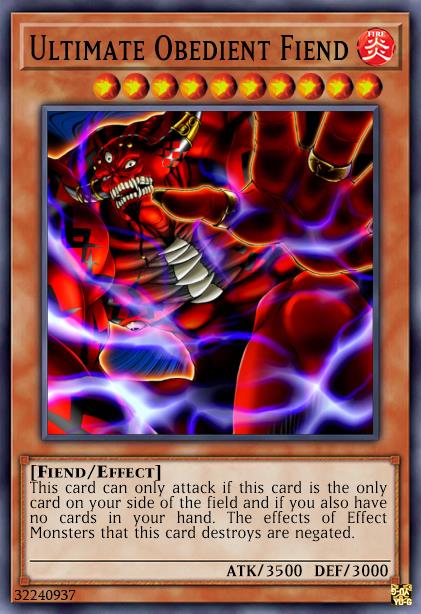 Ultimate Obedient Fiend
FIRE
炎
[Fiend/Effect]
This card can only attack if this card is the only
card on your side of the field and if you also have
no cards in your hand. The effects of Effect
Monsters that this card destroys are negated.
ATK/3500 DEF/3000
32240937